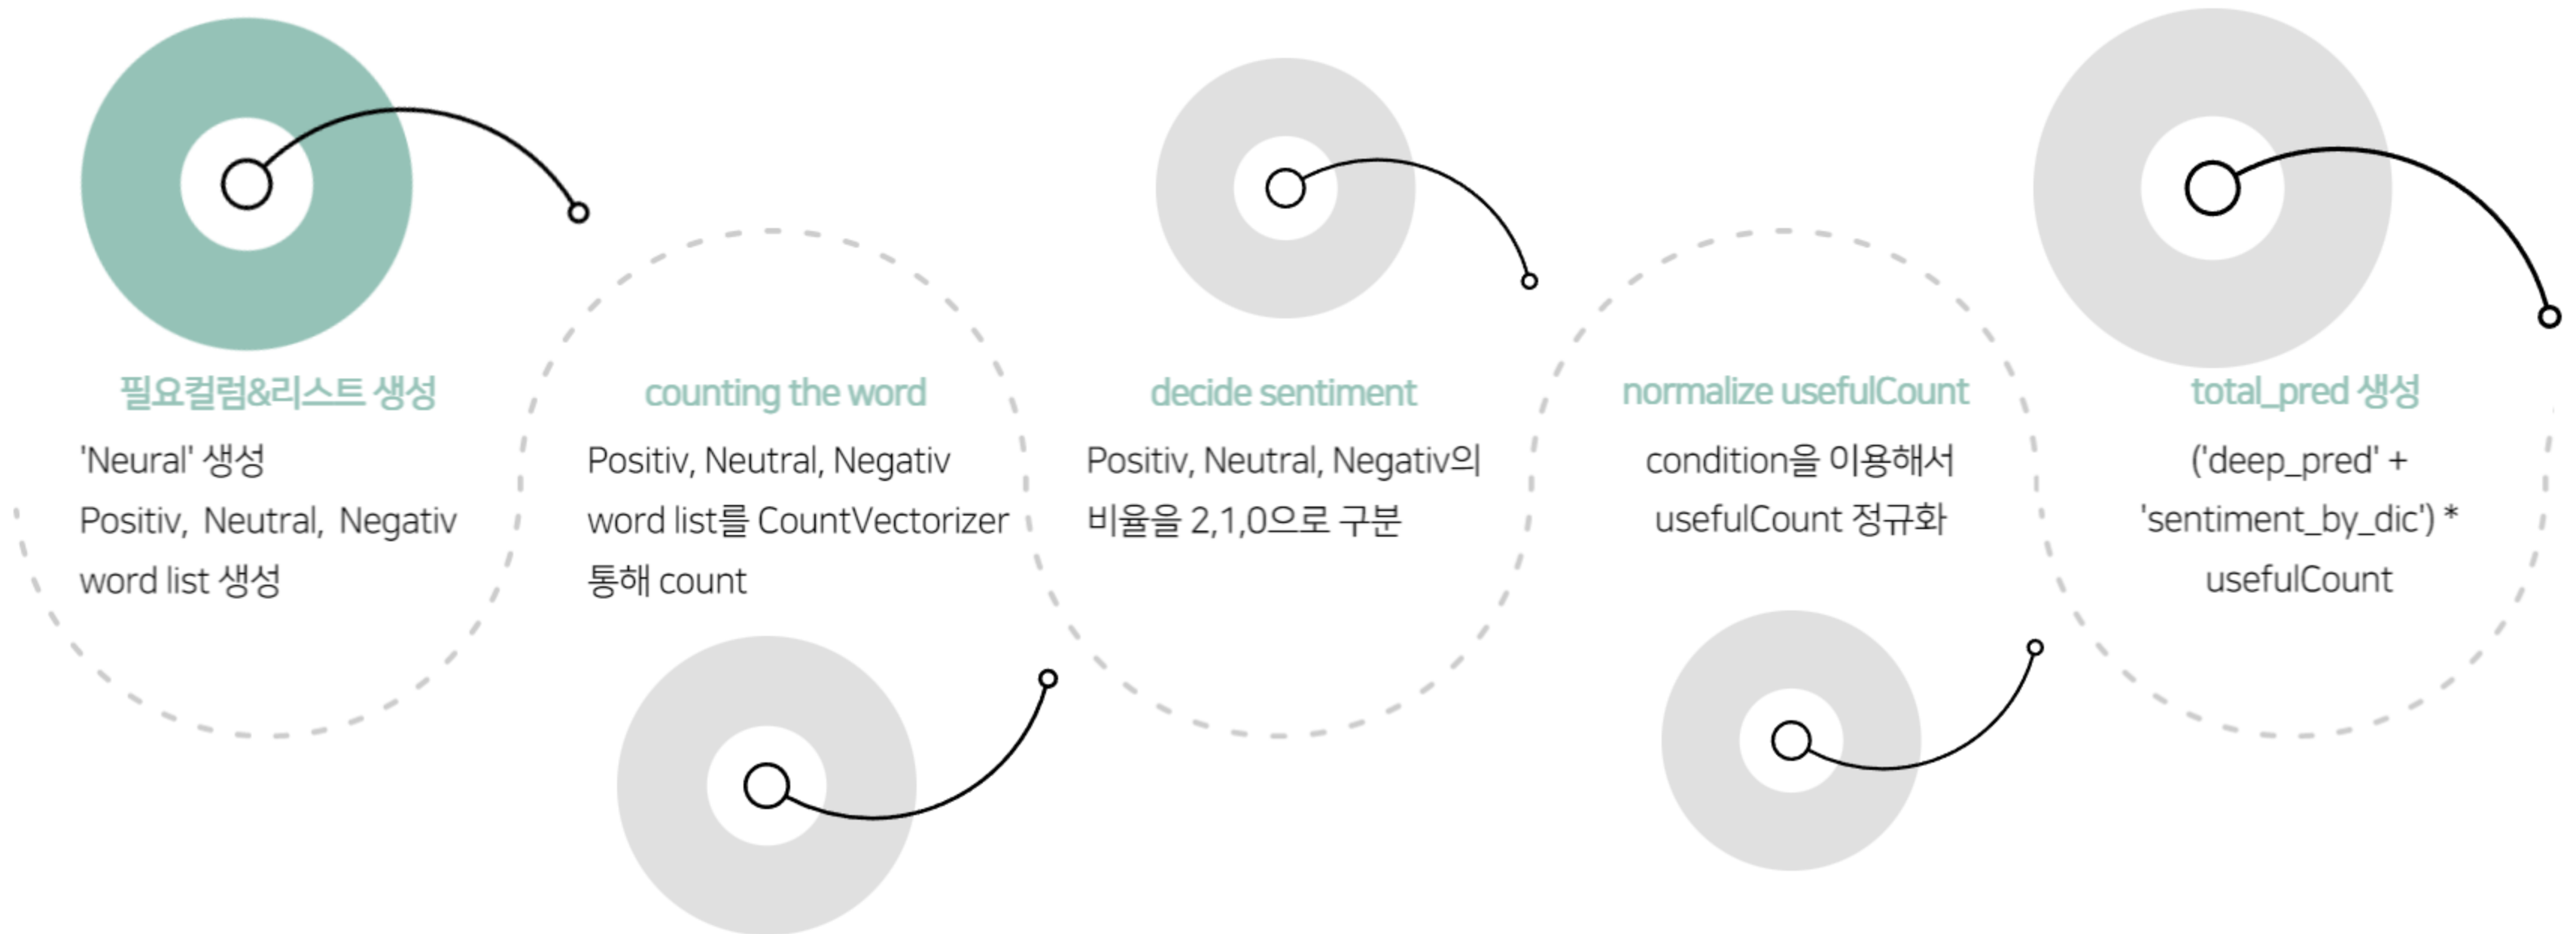 필요컬럼&리스트 생성
'Neural' 생성
Positiv, Neutral, Negativ
word list 생성
counting the word
Positiv, Neutral, Negativ
word list를 CountVectorizer
통해 count
decide sentiment
Positiv, Neutral, Negativ의
비율을 2,1,0으로 구분
normalize usefulCount
condition을 이용해서
usefulCount 정규화
total_pred 생성
('deep_pred' +
'sentiment_by_dic') *
usefulCount